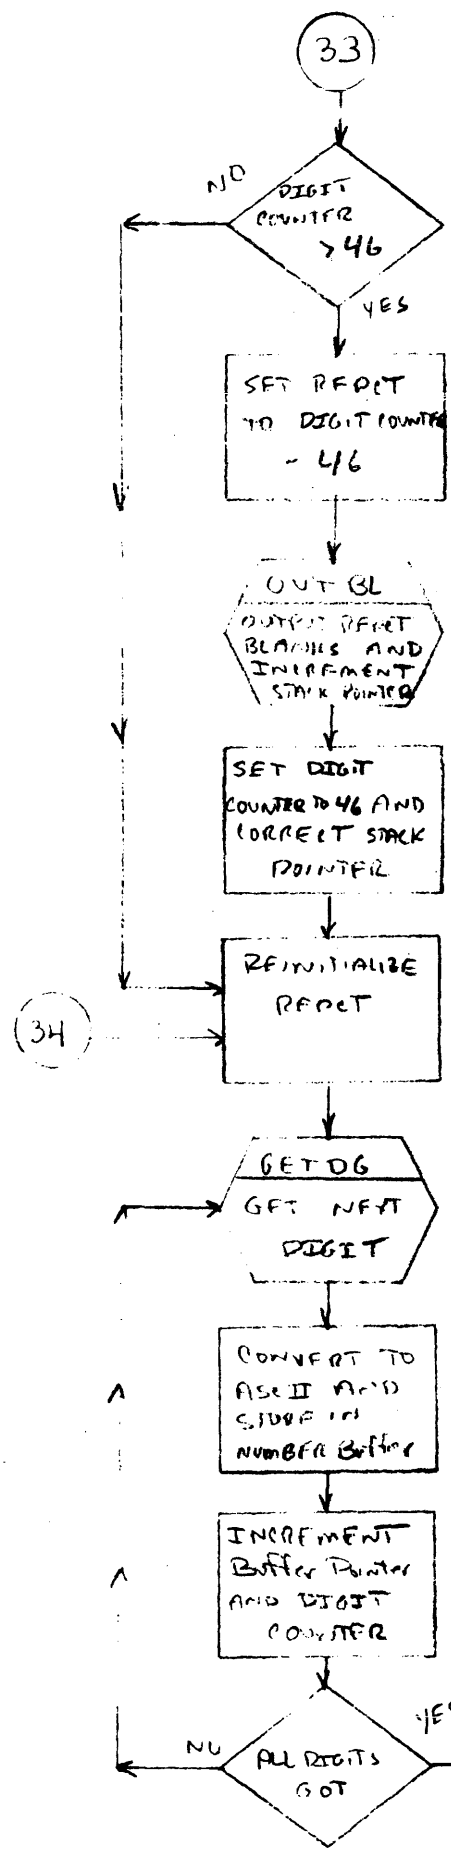 33
NO
DIGIT
COUNTER
> 46
YES
SET REPCT
TO DIGIT COUNTER
- 46
OUTBL
OUTPUT REPCT
BLANKS AND
INCREMENT
STACK POINTER
SET DIGIT
COUNTER TO 46 AND
CORRECT STACK
POINTER
REINITIALIZE
REPCT
34
GETDG
GET NEXT
DIGIT
CONVERT TO
ASCII AND
STORE IN
NUMBER Buffer
INCREMENT
Buffer Pointer
AND DIGIT
COUNTER
NO
YES
ALL DIGITS
GOT